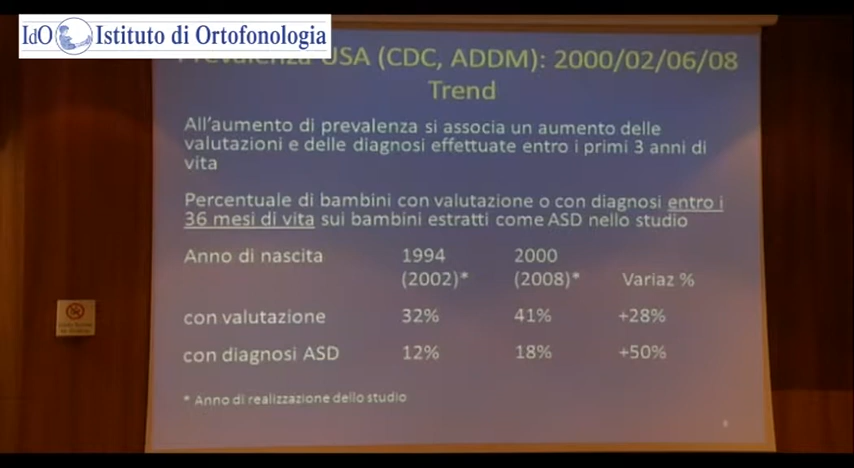 IdO Istituto di Ortofonologia
Prevalenza USA (CDC, ADDM): 2000/02/06/08
Trend
All'aumento di prevalenza si associa un aumento delle
valutazioni e delle diagnosi effettuate entro i primi 3 anni di
vita
Percentuale di bambini con valutazione o con diagnosi entro i
36 mesi di vita sui bambini estratti come ASD nello studio
Anno di nascita 1994 2000
(2002)* (2008)* Variaz %
con valutazione 32% 41% +28%
con diagnosi ASD 12% 18% +50%
* Anno di realizzazione dello studio